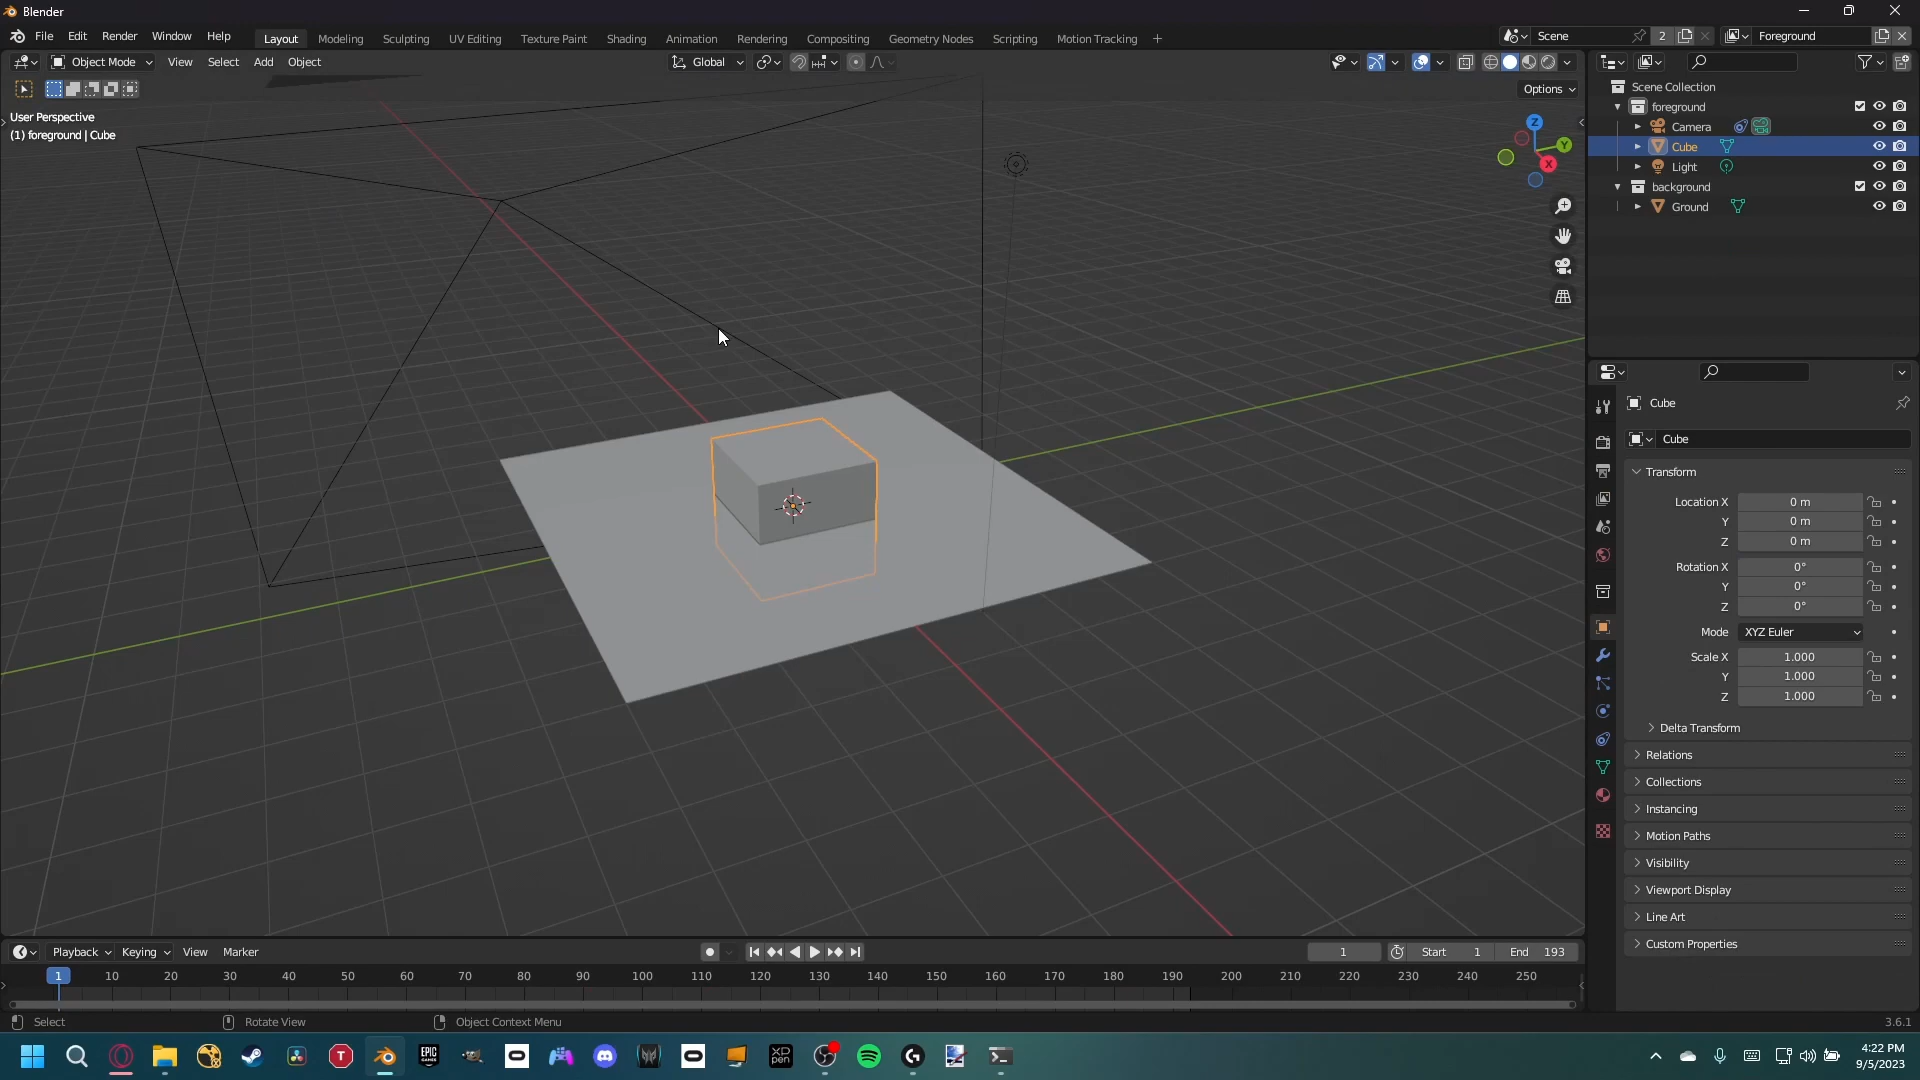 Blender
File Edit Render Window Help Layout Modeling Sculpting UV Editing Texture Paint Shading Animation Rendering Compositing Geometry Nodes Scripting Motion Tracking + Scene 2 Foreground
Object Mode View Select Add Object Global
Options
User Perspective
(1) foreground | Cube
Z
Y
X
Scene Collection
foreground
Camera
Cube
Light
background
Ground
Cube
Cube
Transform
Location X 0 m
Y 0 m
Z 0 m
Rotation X 0°
Y 0°
Z 0°
Mode XYZ Euler
Scale X 1.000
Y 1.000
Z 1.000
Delta Transform
Relations
Collections
Instancing
Motion Paths
Visibility
Viewport Display
Line Art
Custom Properties
Playback Keying View Marker 1 Start 1 End 193
1 10 20 30 40 50 60 70 80 90 100 110 120 130 140 150 160 170 180 190 200 210 220 230 240 250
Select Rotate View Object Context Menu 3.6.1
T
EPIC
GAMES
XP
PEN
G
4:22 PM
9/5/2023